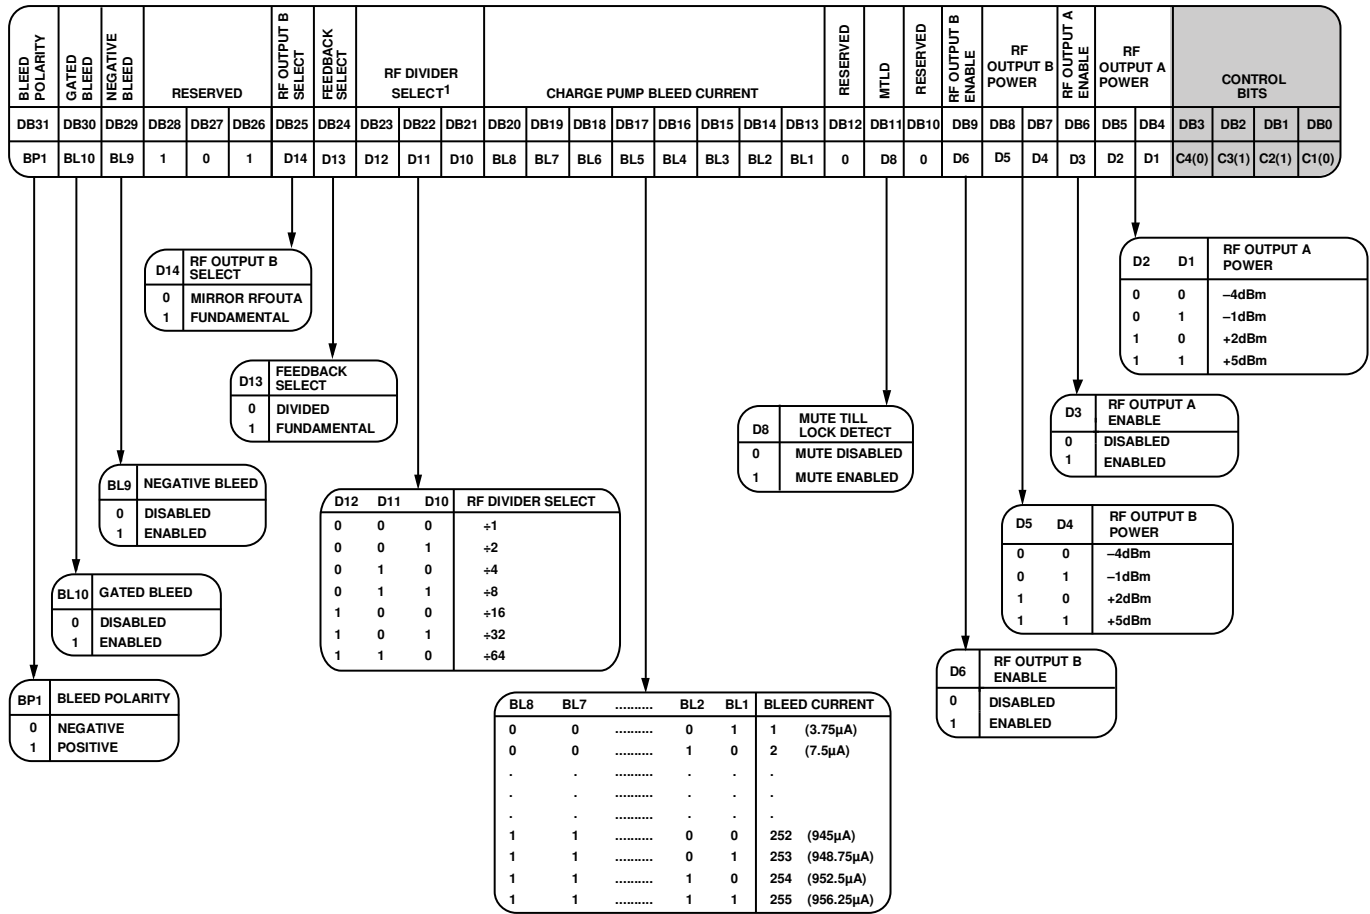 BLEED POLARITY
GATED BLEED
NEGATIVE BLEED
RESERVED
RF OUTPUT B SELECT
FEEDBACK SELECT
RF DIVIDER SELECT1
CHARGE PUMP BLEED CURRENT
RESERVED
MTLD
RESERVED
RF OUTPUT B ENABLE
RF OUTPUT B POWER
RF OUTPUT A ENABLE
RF OUTPUT A POWER
CONTROL BITS
DB31 DB30 DB29 DB28 DB27 DB26 DB25 DB24 DB23 DB22 DB21 DB20 DB19 DB18 DB17 DB16 DB15 DB14 DB13 DB12 DB11 DB10 DB9 DB8 DB7 DB6 DB5 DB4 DB3 DB2 DB1 DB0
BP1 BL10 BL9 1 0 1 D14 D13 D12 D11 D10 BL8 BL7 BL6 BL5 BL4 BL3 BL2 BL1 0 D8 0 D6 D5 D4 D3 D2 D1 C4(0) C3(1) C2(1) C1(0)
D14 RF OUTPUT B SELECT
0 MIRROR RFOUTA
1 FUNDAMENTAL
D2 D1 RF OUTPUT A POWER
0 0 –4dBm
0 1 –1dBm
1 0 +2dBm
1 1 +5dBm
D13 FEEDBACK SELECT
0 DIVIDED
1 FUNDAMENTAL
D3 RF OUTPUT A ENABLE
0 DISABLED
1 ENABLED
D8 MUTE TILL LOCK DETECT
0 MUTE DISABLED
1 MUTE ENABLED
BL9 NEGATIVE BLEED
0 DISABLED
1 ENABLED
D12 D11 D10 RF DIVIDER SELECT
0 0 0 ÷1
0 0 1 ÷2
0 1 0 ÷4
0 1 1 ÷8
1 0 0 ÷16
1 0 1 ÷32
1 1 0 ÷64
D5 D4 RF OUTPUT B POWER
0 0 –4dBm
0 1 –1dBm
1 0 +2dBm
1 1 +5dBm
BL10 GATED BLEED
0 DISABLED
1 ENABLED
D6 RF OUTPUT B ENABLE
0 DISABLED
1 ENABLED
BP1 BLEED POLARITY
0 NEGATIVE
1 POSITIVE
BL8 BL7 .......... BL2 BL1 BLEED CURRENT
0 0 .......... 0 1 1 (3.75µA)
0 0 .......... 1 0 2 (7.5µA)
. . .......... . . .
. . .......... . . .
. . .......... . . .
1 1 .......... 0 0 252 (945µA)
1 1 .......... 0 1 253 (948.75µA)
1 1 .......... 1 0 254 (952.5µA)
1 1 .......... 1 1 255 (956.25µA)